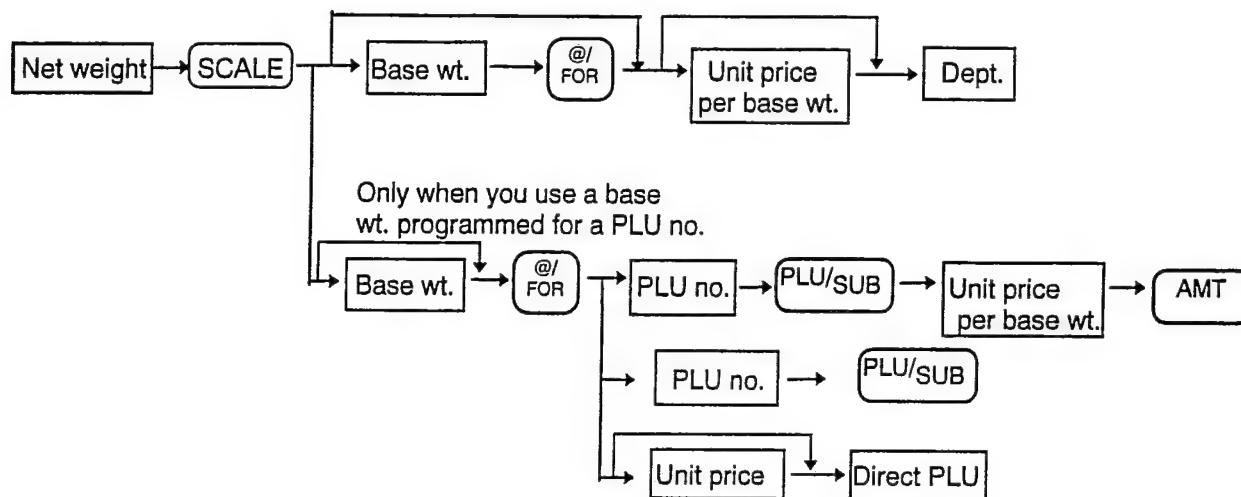 Net weight
SCALE
Base wt.
@/
FOR
Unit price
per base wt.
Dept.
Only when you use a base
wt. programmed for a PLU no.
Base wt.
@/
FOR
PLU no.
PLU/SUB
Unit price
per base wt.
AMT
PLU no.
PLU/SUB
Unit price
Direct PLU